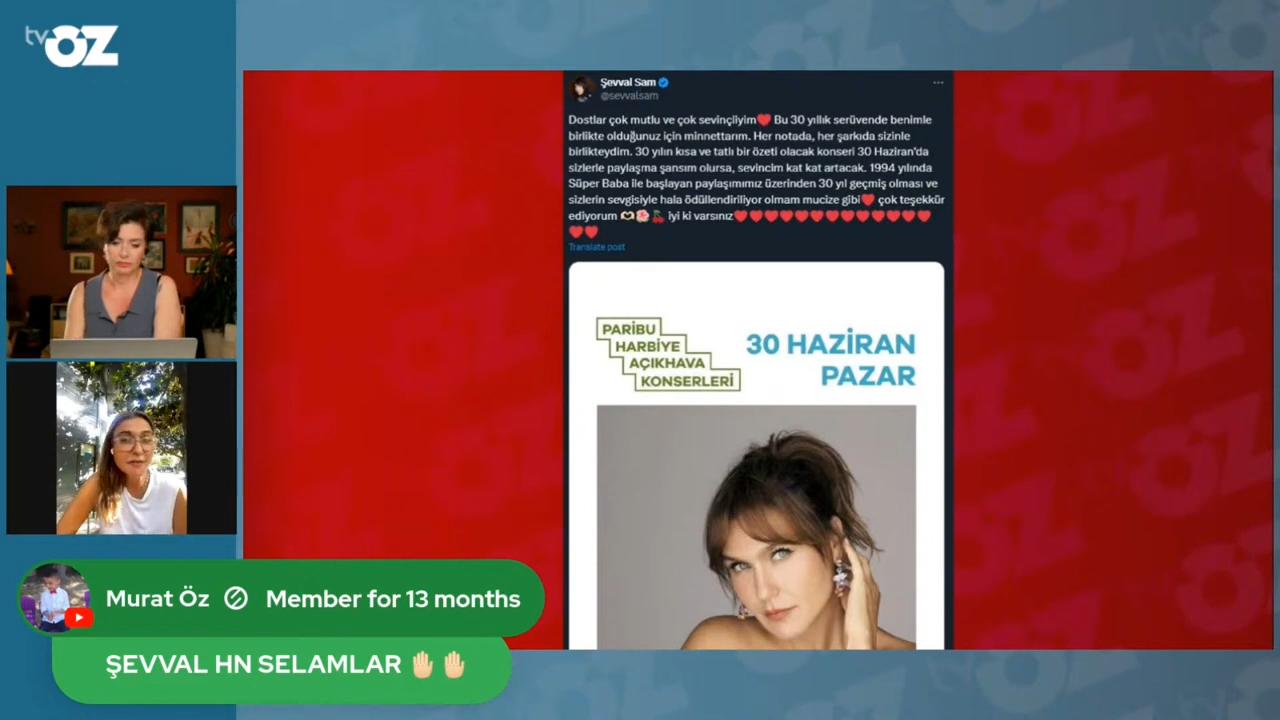 tv ÖZ
Şevval Sam
@sevvalsam
Dostlar çok mutlu ve çok sevinçliyim❤️ Bu 30 yıllık serüvende benimle
birlikte olduğunuz için minnettarım. Her notada, her şarkıda sizinle
birlikteydim. 30 yılın kısa ve tatlı bir özeti olacak konseri 30 Haziran'da
sizlerle paylaşma şansım olursa, sevincim kat kat artacak. 1994 yılında
Süper Baba ile başlayan paylaşımımız üzerinden 30 yıl geçmiş olması ve
sizlerin sevgisiyle hala ödüllendiriliyor olmam mucize gibi❤️ çok teşekkür
ediyorum 🫶🏻🌸🍒 iyi ki varsınız❤️❤️❤️❤️❤️❤️❤️❤️❤️❤️❤️❤️❤️
❤️❤️
Translate post
PARİBU
HARBİYE
AÇIKHAVA
KONSERLERİ
30 HAZİRAN
PAZAR
Murat Öz Member for 13 months
ŞEVVAL HN SELAMLAR 🤚🏻🤚🏻